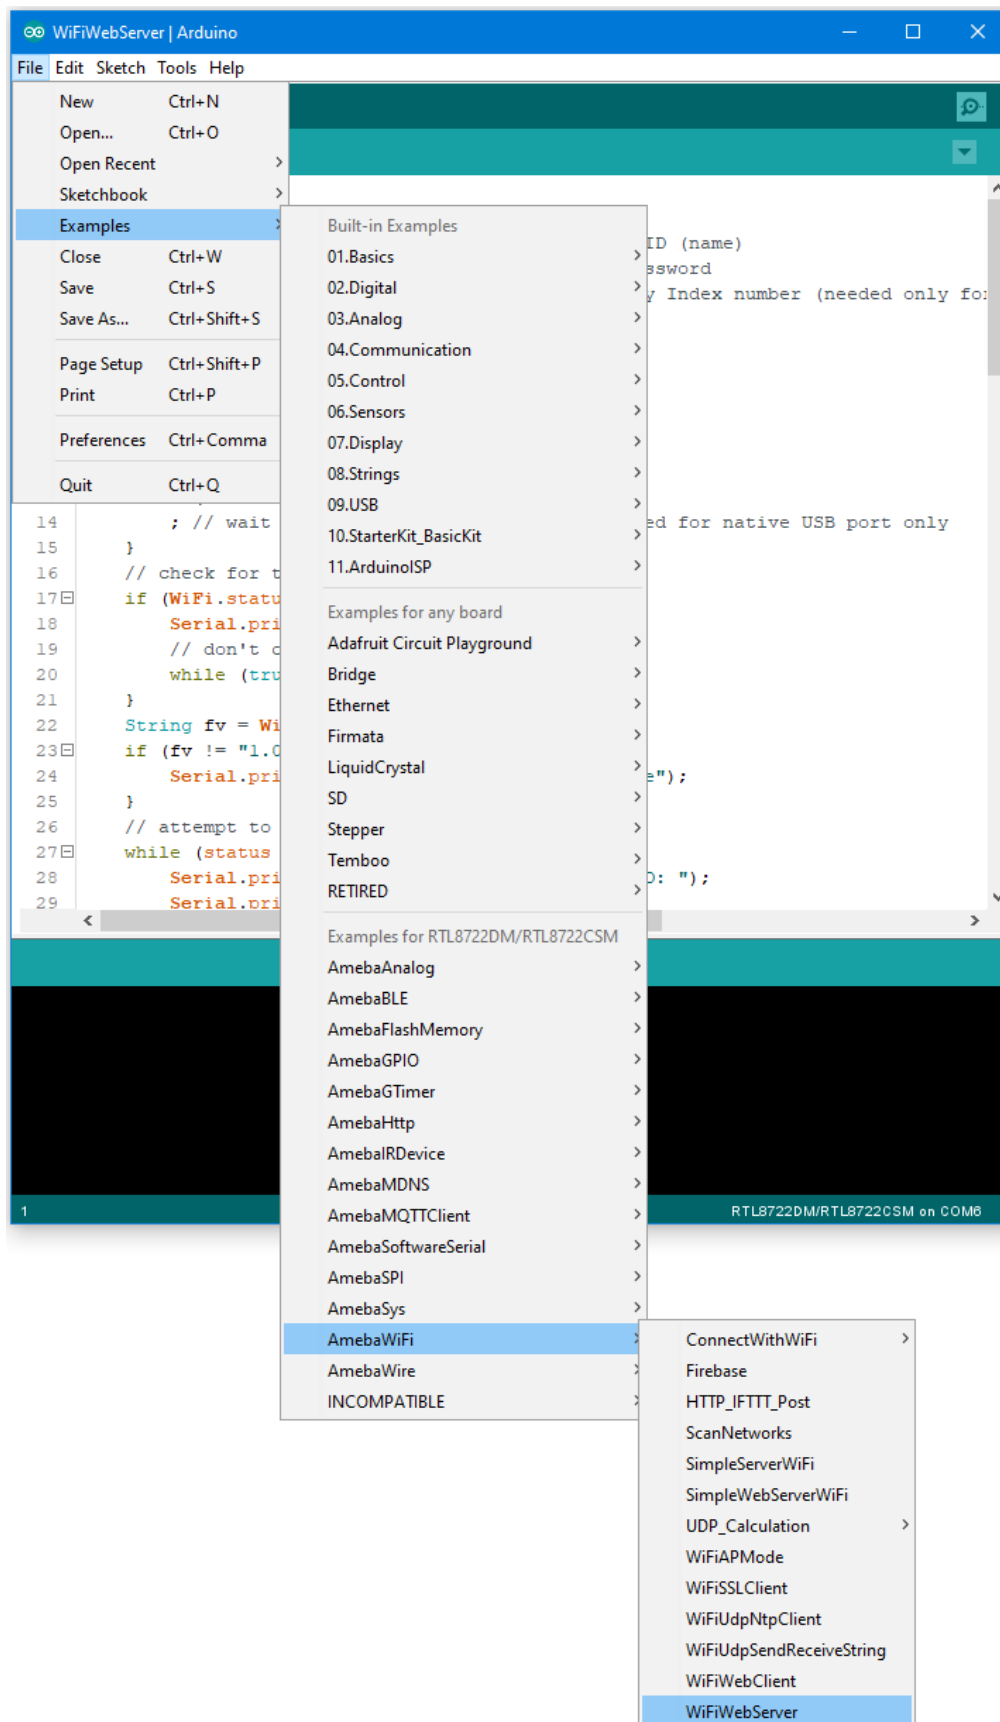 WiFiWebServer | Arduino
File Edit Sketch Tools Help
New Ctrl+N
Open... Ctrl+O
Open Recent
Sketchbook
Examples
Close Ctrl+W
Save Ctrl+S
Save As... Ctrl+Shift+S
Page Setup Ctrl+Shift+P
Print Ctrl+P
Preferences Ctrl+Comma
Quit Ctrl+Q
Built-in Examples
01.Basics
02.Digital
03.Analog
04.Communication
05.Control
06.Sensors
07.Display
08.Strings
09.USB
10.StarterKit_BasicKit
11.ArduinoISP
Examples for any board
Adafruit Circuit Playground
Bridge
Ethernet
Firmata
LiquidCrystal
SD
Stepper
Temboo
RETIRED
Examples for RTL8722DM/RTL8722CSM
AmebaAnalog
AmebaBLE
AmebaFlashMemory
AmebaGPIO
AmebaGTimer
AmebaHttp
AmebaIRDevice
AmebaMDNS
AmebaMQTTClient
AmebaSoftwareSerial
AmebaSPI
AmebaSys
AmebaWiFi
AmebaWire
INCOMPATIBLE
ConnectWithWiFi
Firebase
HTTP_IFTTT_Post
ScanNetworks
SimpleServerWiFi
SimpleWebServerWiFi
UDP_Calculation
WiFiAPMode
WiFiSSLClient
WiFiUdpNtpClient
WiFiUdpSendReceiveString
WiFiWebClient
WiFiWebServer
ID (name)
ssword
y Index number (needed only for
14 ; // wait ed for native USB port only
15 }
16 // check for t
17 if (WiFi.statu
18 Serial.pri
19 // don't c
20 while (tru
21 }
22 String fv = Wi
23 if (fv != "1.0
24 Serial.pri e");
25 }
26 // attempt to
27 while (status
28 Serial.pri D: ");
29 Serial.pri
1 RTL8722DM/RTL8722CSM on COM6